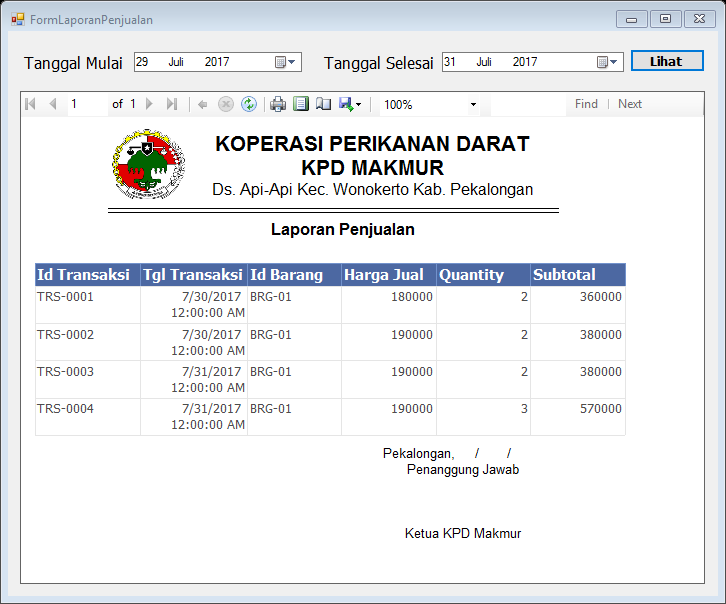 FormLaporanPenjualan
Tanggal Mulai 29 Juli 2017 Tanggal Selesai 31 Juli 2017 Lihat
1 of 1 100% Find | Next
KOPERASI PERIKANAN DARAT
KPD MAKMUR
Ds. Api-Api Kec. Wonokerto Kab. Pekalongan
Laporan Penjualan
Id Transaksi Tgl Transaksi Id Barang Harga Jual Quantity Subtotal
TRS-0001 7/30/2017 BRG-01 180000 2 360000
12:00:00 AM
TRS-0002 7/30/2017 BRG-01 190000 2 380000
12:00:00 AM
TRS-0003 7/31/2017 BRG-01 190000 2 380000
12:00:00 AM
TRS-0004 7/31/2017 BRG-01 190000 3 570000
12:00:00 AM
Pekalongan, / /
Penanggung Jawab
Ketua KPD Makmur